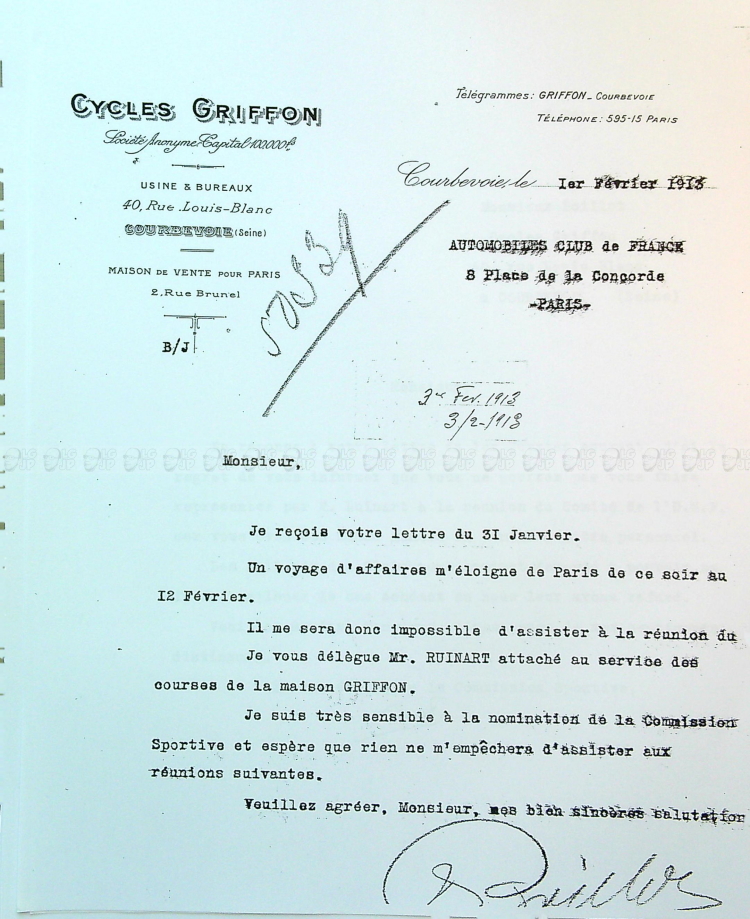 CYCLES GRIFFON
Société Anonyme Capital 100.000 fs
USINE & BUREAUX
40, Rue Louis-Blanc
COURBEVOIE (Seine)
MAISON DE VENTE POUR PARIS
2, Rue Brunel
B/J
Télégrammes: GRIFFON_COURBEVOIE
TÉLÉPHONE: 595-15 PARIS
Courbevoie, le Ier Février 1913
AUTOMOBILES CLUB de FRANCE
8 Place de la Concorde
-PARIS-
3 Fev. 1913
3/2-1913
Monsieur,
Je reçois votre lettre du 3I Janvier.
Un voyage d'affaires m'éloigne de Paris de ce soir au
I2 Février.
Il me sera donc impossible d'assister à la réunion du
Je vous délègue Mr. RUINART attaché au service des
courses de la maison GRIFFON.
Je suis très sensible à la nomination de la Commission
Sportive et espère que rien ne m'empêchera d'assister aux
réunions suivantes.
Veuillez agréer, Monsieur, mes bien sincères salutation